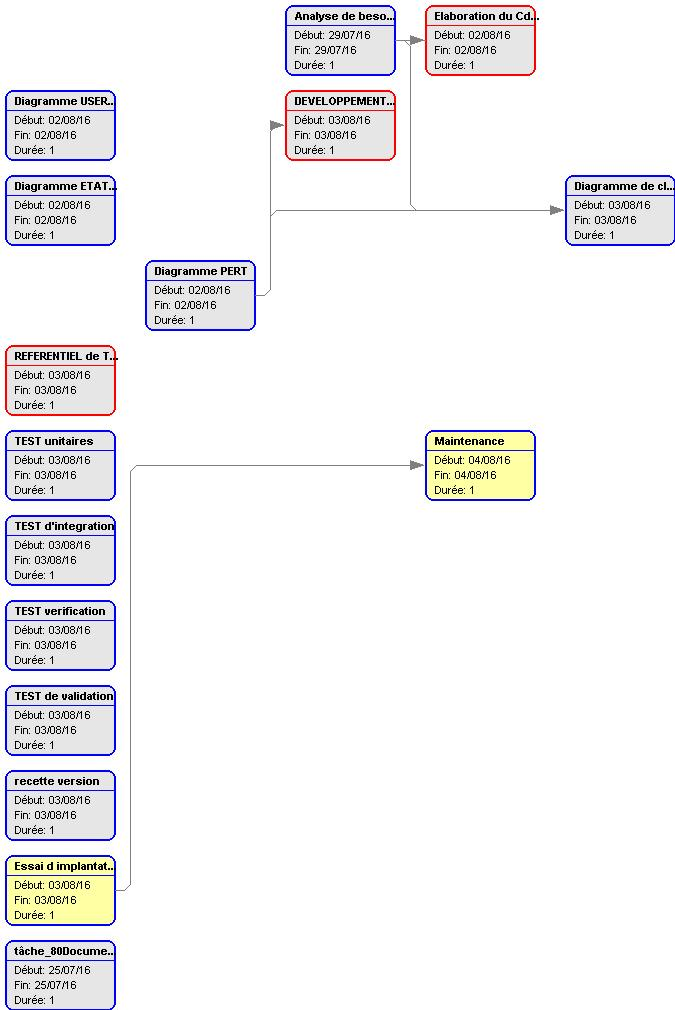 Analyse de beso...
Début: 29/07/16
Fin: 29/07/16
Durée: 1
Elaboration du Cd...
Début: 02/08/16
Fin: 02/08/16
Durée: 1
Diagramme USER...
Début: 02/08/16
Fin: 02/08/16
Durée: 1
DEVELOPPEMENT...
Début: 03/08/16
Fin: 03/08/16
Durée: 1
Diagramme ETAT...
Début: 02/08/16
Fin: 02/08/16
Durée: 1
Diagramme de cl...
Début: 03/08/16
Fin: 03/08/16
Durée: 1
Diagramme PERT
Début: 02/08/16
Fin: 02/08/16
Durée: 1
REFERENTIEL de T...
Début: 03/08/16
Fin: 03/08/16
Durée: 1
TEST unitaires
Début: 03/08/16
Fin: 03/08/16
Durée: 1
Maintenance
Début: 04/08/16
Fin: 04/08/16
Durée: 1
TEST d'integration
Début: 03/08/16
Fin: 03/08/16
Durée: 1
TEST verification
Début: 03/08/16
Fin: 03/08/16
Durée: 1
TEST de validation
Début: 03/08/16
Fin: 03/08/16
Durée: 1
recette version
Début: 03/08/16
Fin: 03/08/16
Durée: 1
Essai d implantat...
Début: 03/08/16
Fin: 03/08/16
Durée: 1
tâche_80Docume...
Début: 25/07/16
Fin: 25/07/16
Durée: 1